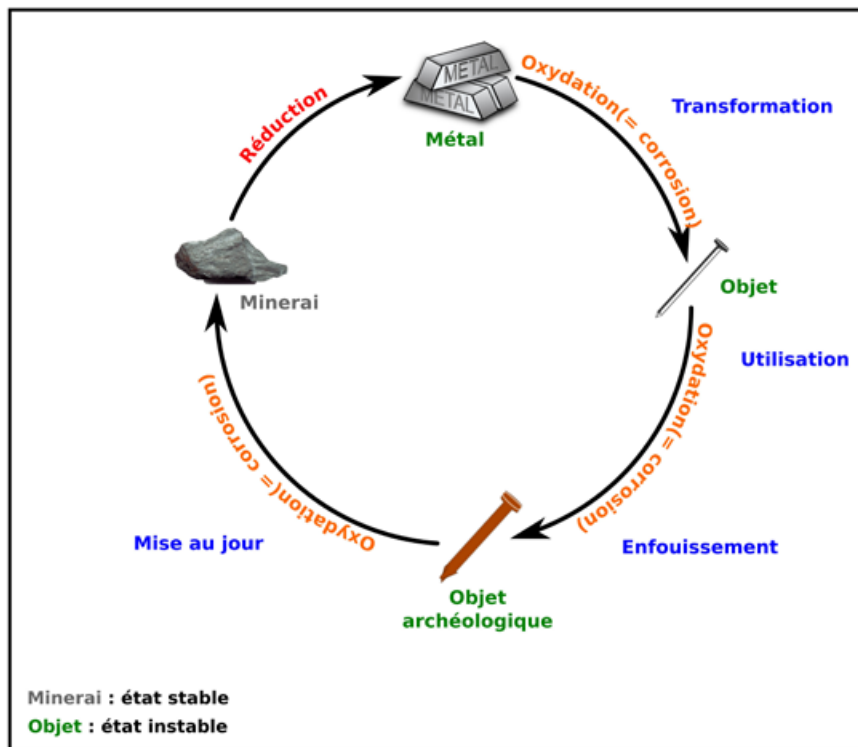 METAL
METAL
Métal
Réduction
Oxydation(= corrosion)
Transformation
Objet
Minerai
Utilisation
Oxydation(= corrosion)
Enfouissement
Objet
archéologique
Oxydation(= corrosion)
Mise au jour
Minerai : état stable
Objet : état instable